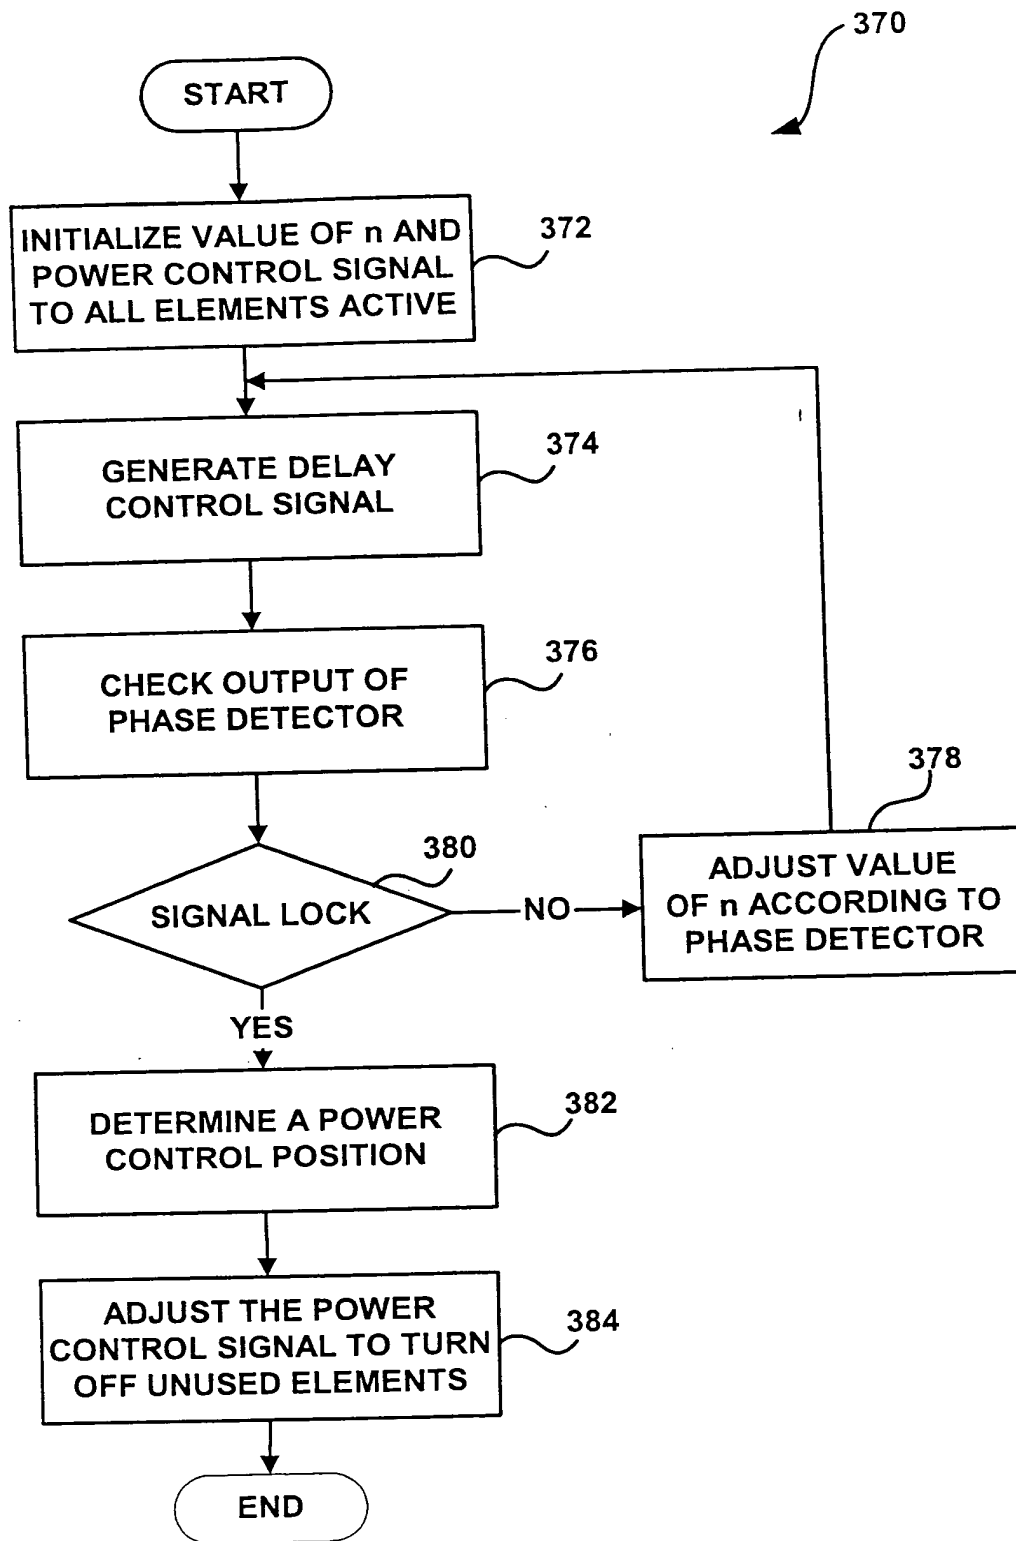 370
START
INITIALIZE VALUE OF n AND
POWER CONTROL SIGNAL
TO ALL ELEMENTS ACTIVE
372
GENERATE DELAY
CONTROL SIGNAL
374
CHECK OUTPUT OF
PHASE DETECTOR
376
SIGNAL LOCK
380
NO
ADJUST VALUE
OF n ACCORDING TO
PHASE DETECTOR
378
YES
DETERMINE A POWER
CONTROL POSITION
382
ADJUST THE POWER
CONTROL SIGNAL TO TURN
OFF UNUSED ELEMENTS
384
END